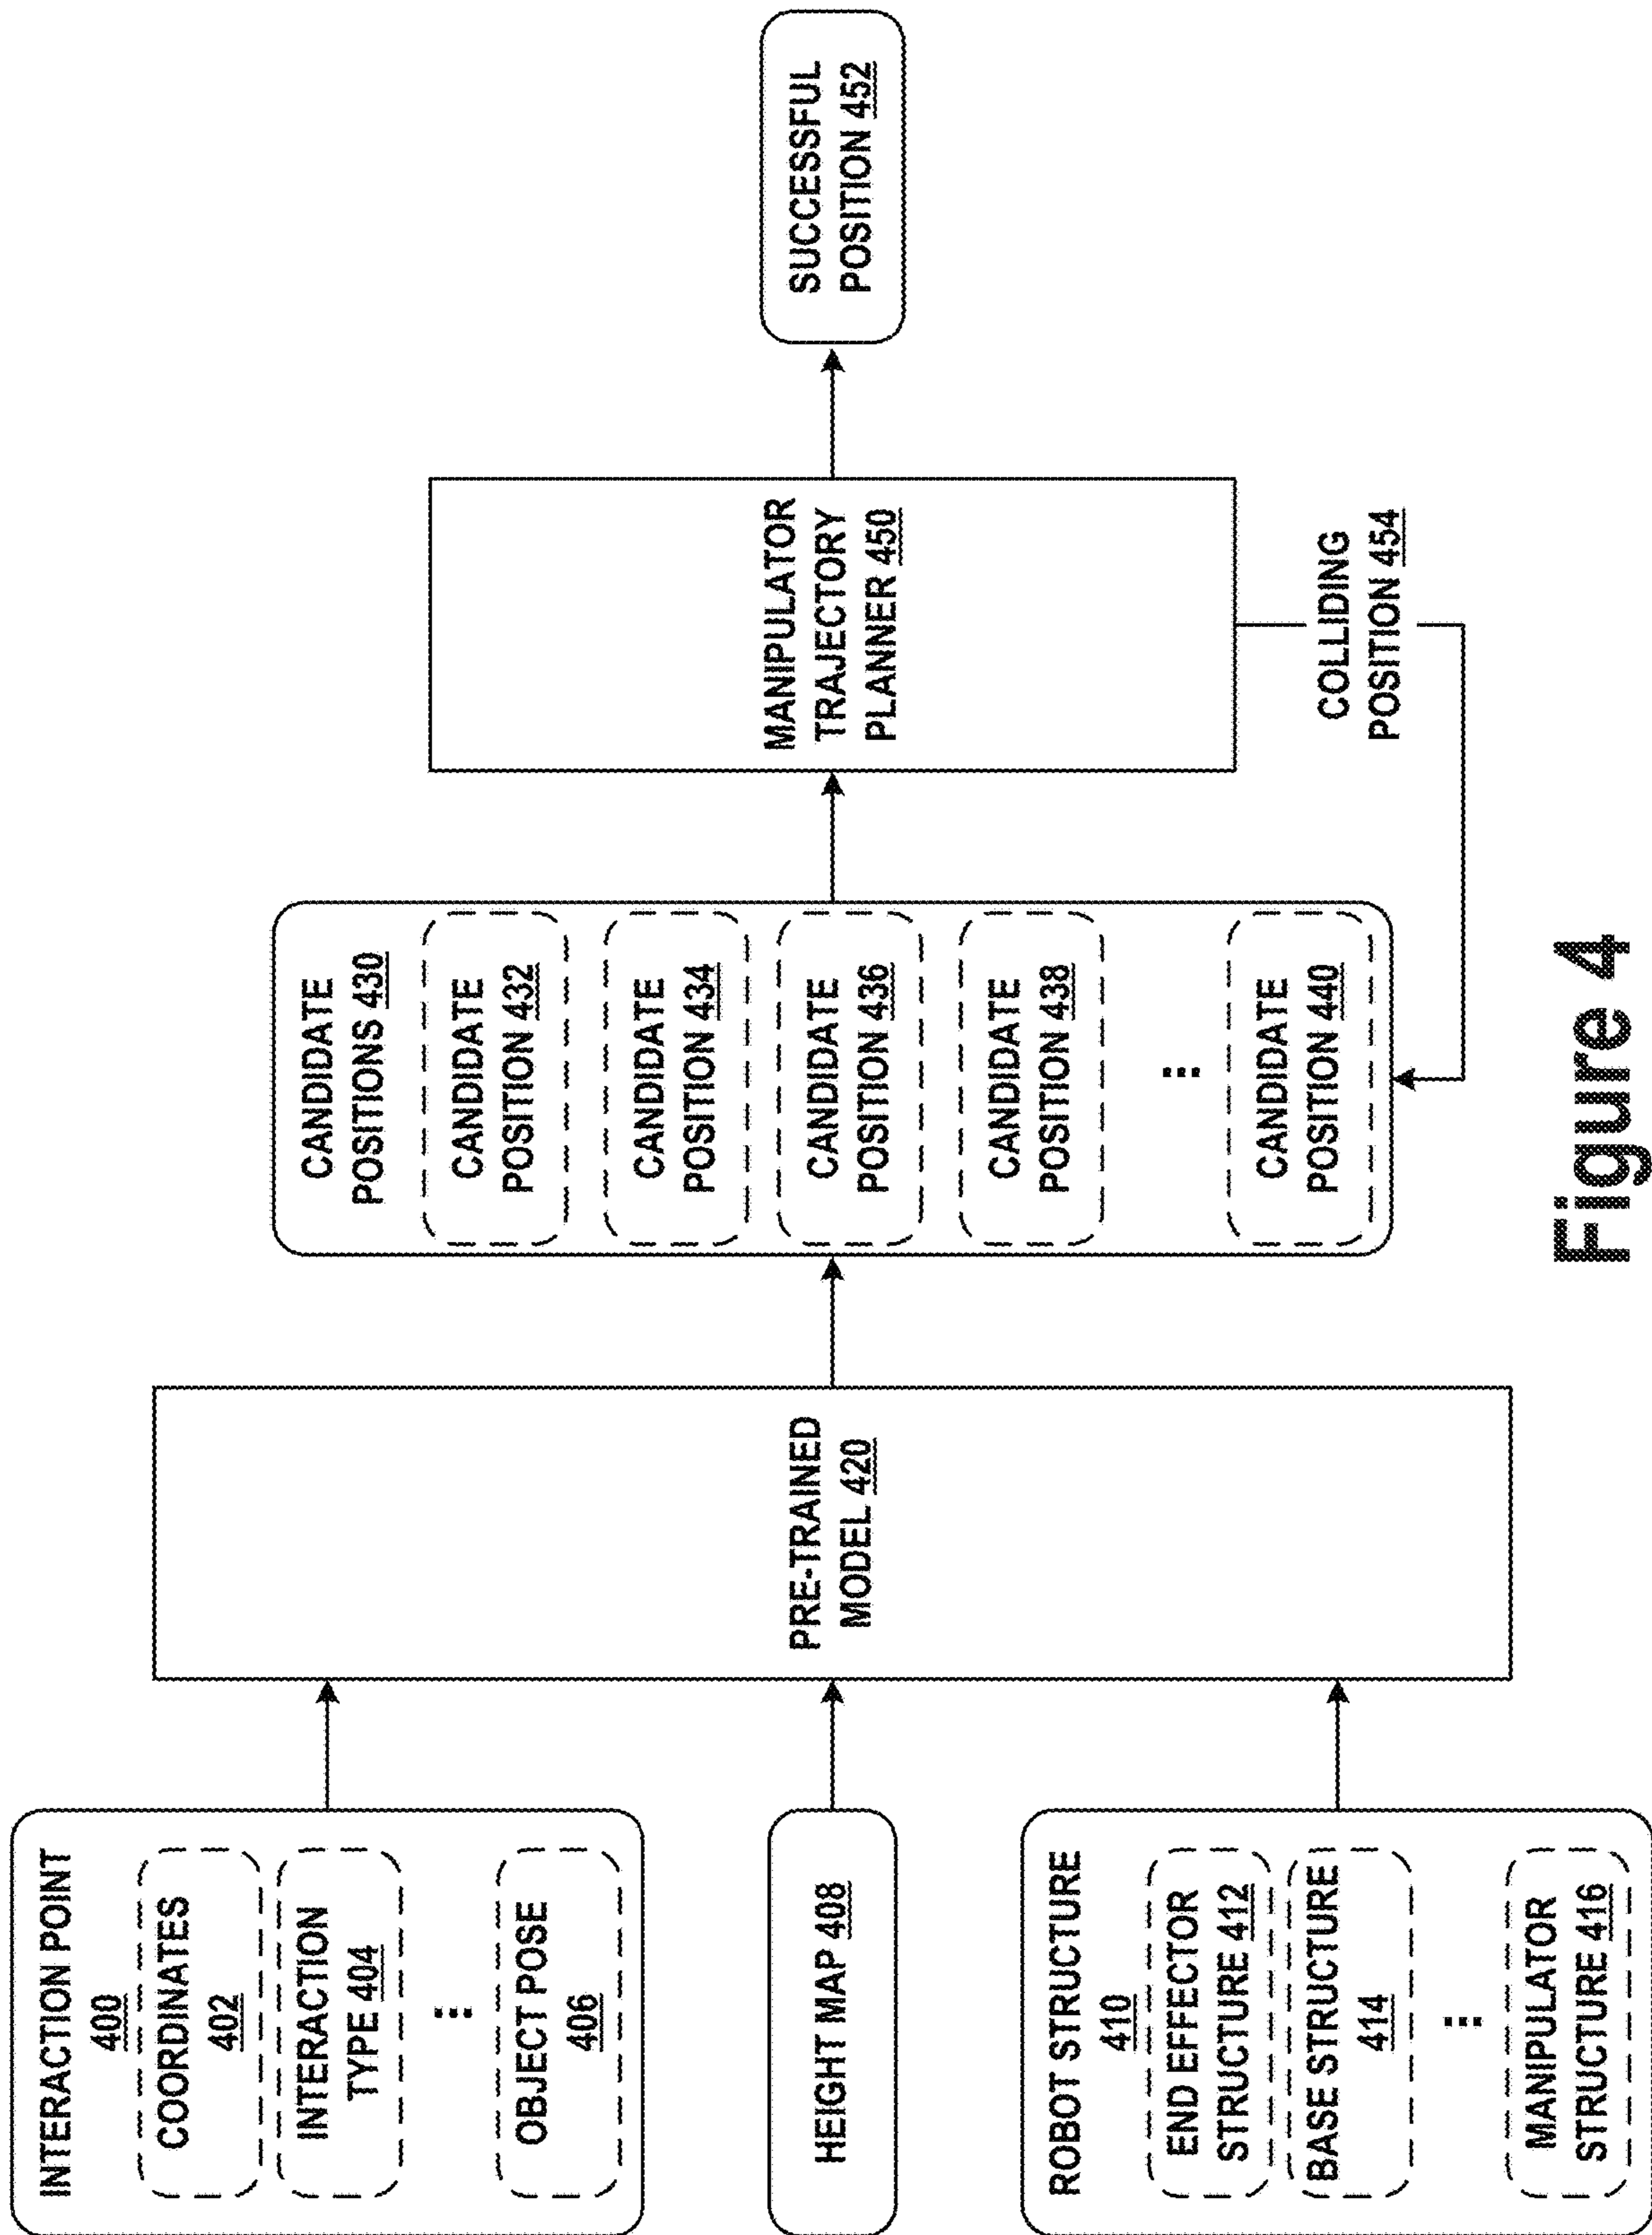 INTERACTION POINT
400
COORDINATES
402
INTERACTION
TYPE 404
...
OBJECT POSE
406
HEIGHT MAP 408
ROBOT STRUCTURE
410
END EFFECTOR
STRUCTURE 412
BASE STRUCTURE
414
...
MANIPULATOR
STRUCTURE 416
PRE-TRAINED
MODEL 420
CANDIDATE
POSITIONS 430
CANDIDATE
POSITION 432
CANDIDATE
POSITION 434
CANDIDATE
POSITION 436
CANDIDATE
POSITION 438
...
CANDIDATE
POSITION 440
MANIPULATOR
TRAJECTORY
PLANNER 450
COLLIDING
POSITION 454
SUCCESSFUL
POSITION 452
Figure 4